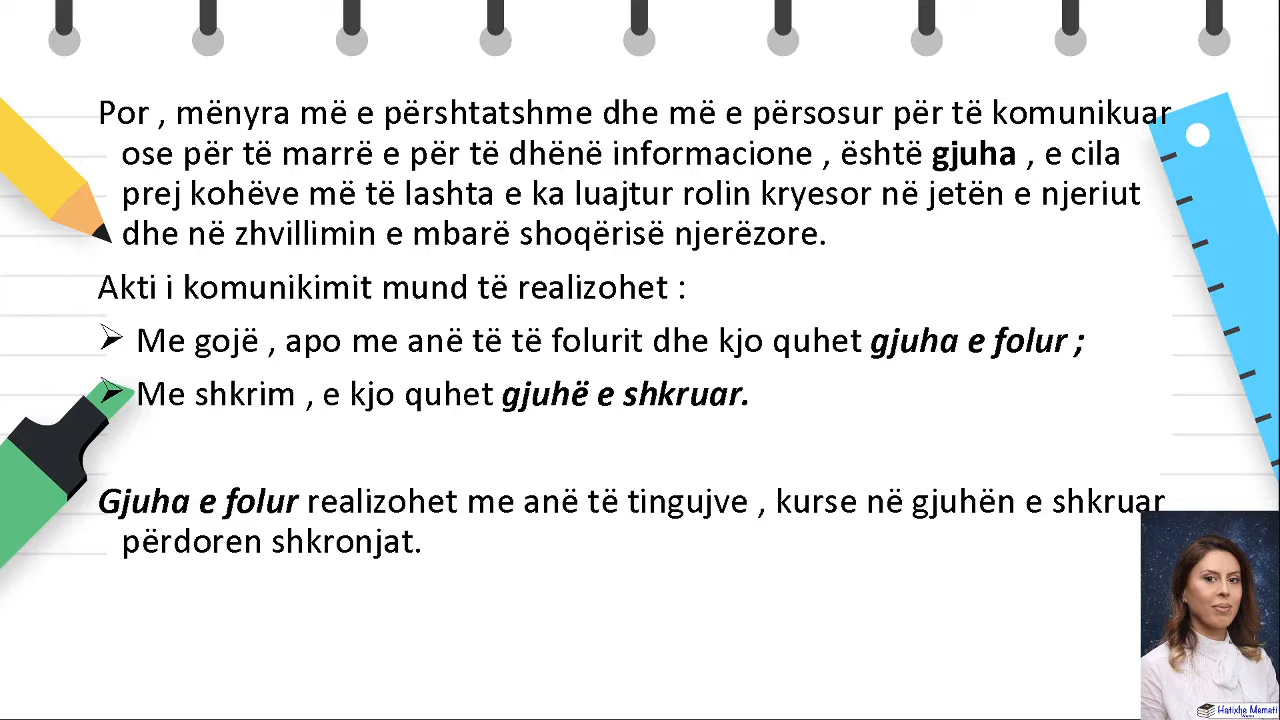 Por , mënyra më e përshtatshme dhe më e përsosur për të komunikuar
ose për të marrë e për të dhënë informacione , është gjuha , e cila
prej kohëve më të lashta e ka luajtur rolin kryesor në jetën e njeriut
dhe në zhvillimin e mbarë shoqërisë njerëzore.
Akti i komunikimit mund të realizohet :
Me gojë , apo me anë të të folurit dhe kjo quhet gjuha e folur ;
Me shkrim , e kjo quhet gjuhë e shkruar.
Gjuha e folur realizohet me anë të tingujve , kurse në gjuhën e shkruar
përdoren shkronjat.
Hatixhe Memeti